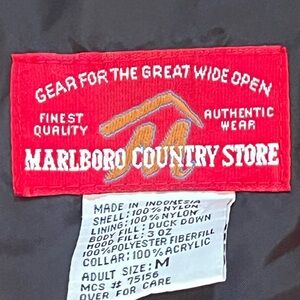 GEAR FOR THE GREAT WIDE OPEN
FINEST QUALITY
AUTHENTIC WEAR
M
MARLBORO COUNTRY STORE
MADE IN INDONESIA
SHELL: 100% NYLON
LINING: 100% NYLON
BODY FILL: DUCK DOWN
HOOD FILL: 3 OZ
100% POLYESTER FIBERFILL
COLLAR: 100% ACRYLIC
ADULT SIZE: M
MCS # 75156
OVER FOR CARE